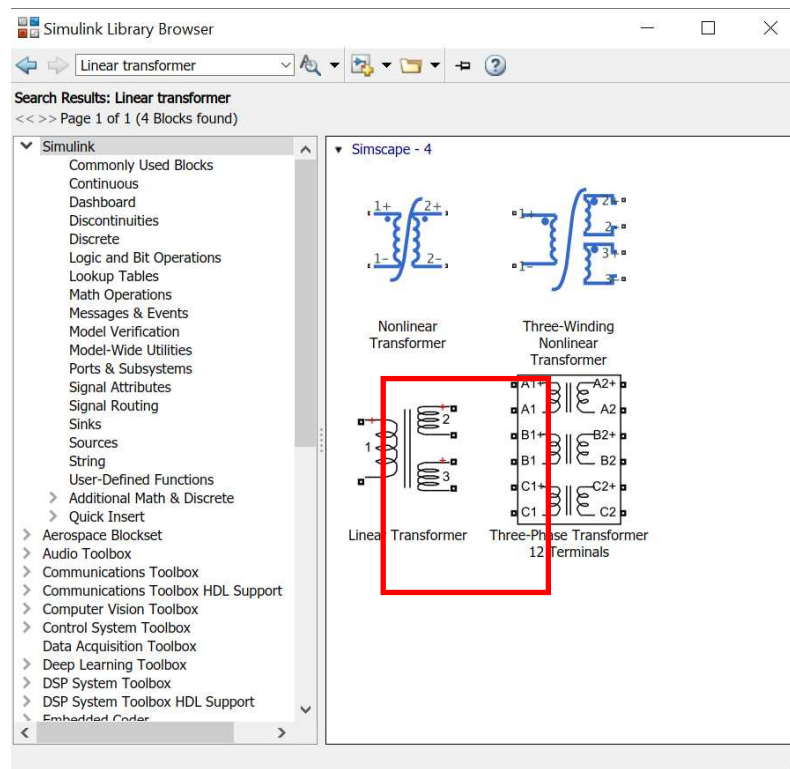 Simulink Library Browser
Linear transformer
Search Results: Linear transformer
<< >> Page 1 of 1 (4 Blocks found)
Simulink
Commonly Used Blocks
Continuous
Dashboard
Discontinuities
Discrete
Logic and Bit Operations
Lookup Tables
Math Operations
Messages & Events
Model Verification
Model-Wide Utilities
Ports & Subsystems
Signal Attributes
Signal Routing
Sinks
Sources
String
User-Defined Functions
Additional Math & Discrete
Quick Insert
Aerospace Blockset
Audio Toolbox
Communications Toolbox
Communications Toolbox HDL Support
Computer Vision Toolbox
Control System Toolbox
Data Acquisition Toolbox
Deep Learning Toolbox
DSP System Toolbox
DSP System Toolbox HDL Support
Embedded Coder
Simscape - 4
1+ 2+
1- 2-
Nonlinear
Transformer
1+ 2+
2-
3+
1- 3-
Three-Winding
Nonlinear
Transformer
+ + 2
1
+ 3
Linear Transformer
A1+ A2+
A1 A2
B1+ B2+
B1 B2
C1+ C2+
C1 C2
Three-Phase Transformer
12 Terminals